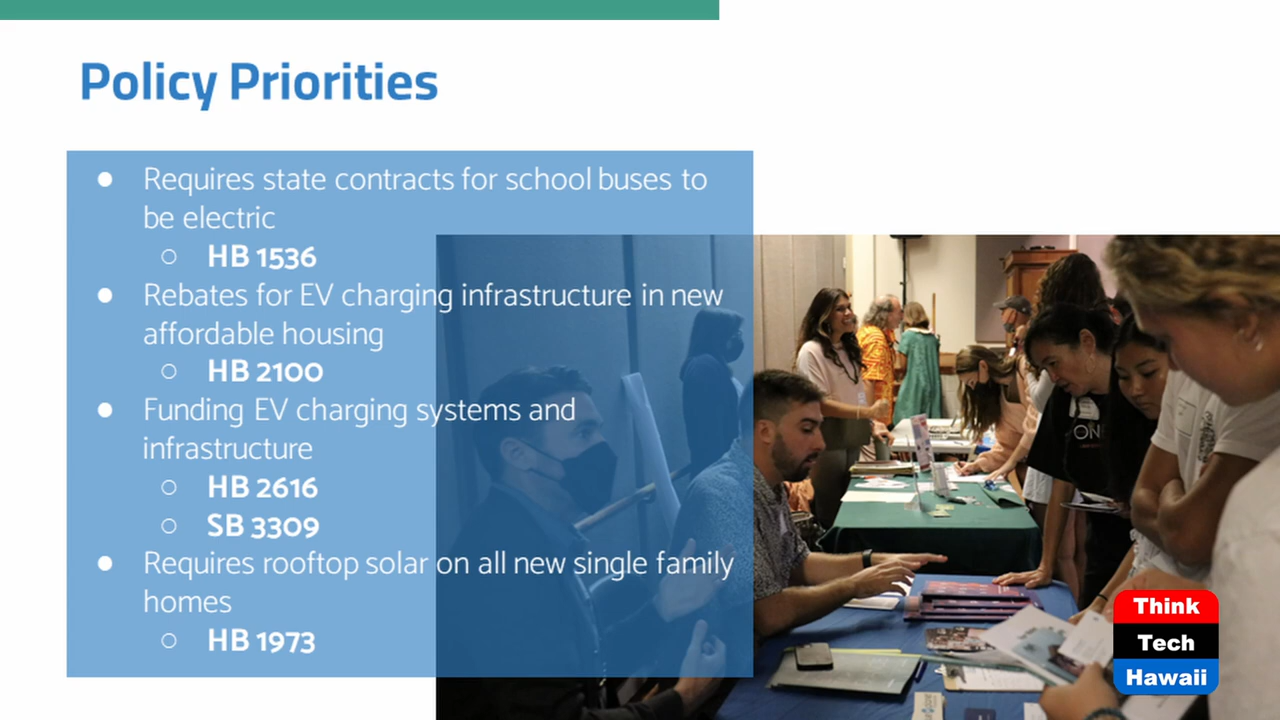 Policy Priorities
● Requires state contracts for school buses to
be electric
○ HB 1536
● Rebates for EV charging infrastructure in new
affordable housing
○ HB 2100
● Funding EV charging systems and
infrastructure
○ HB 2616
○ SB 3309
● Requires rooftop solar on all new single family
homes
○ HB 1973
ON
Think
Tech
Hawaii